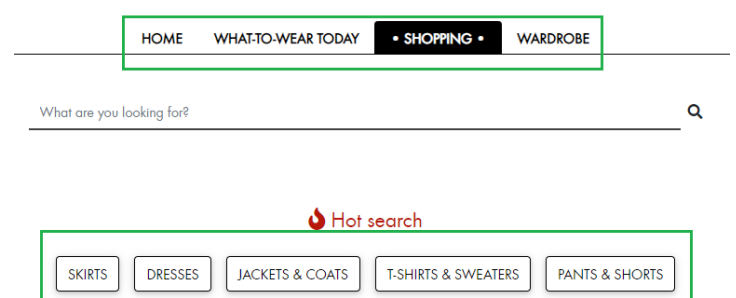 HOME WHAT-TO-WEAR TODAY • SHOPPING • WARDROBE
What are you looking for?
Hot search
SKIRTS DRESSES JACKETS & COATS T-SHIRTS & SWEATERS PANTS & SHORTS